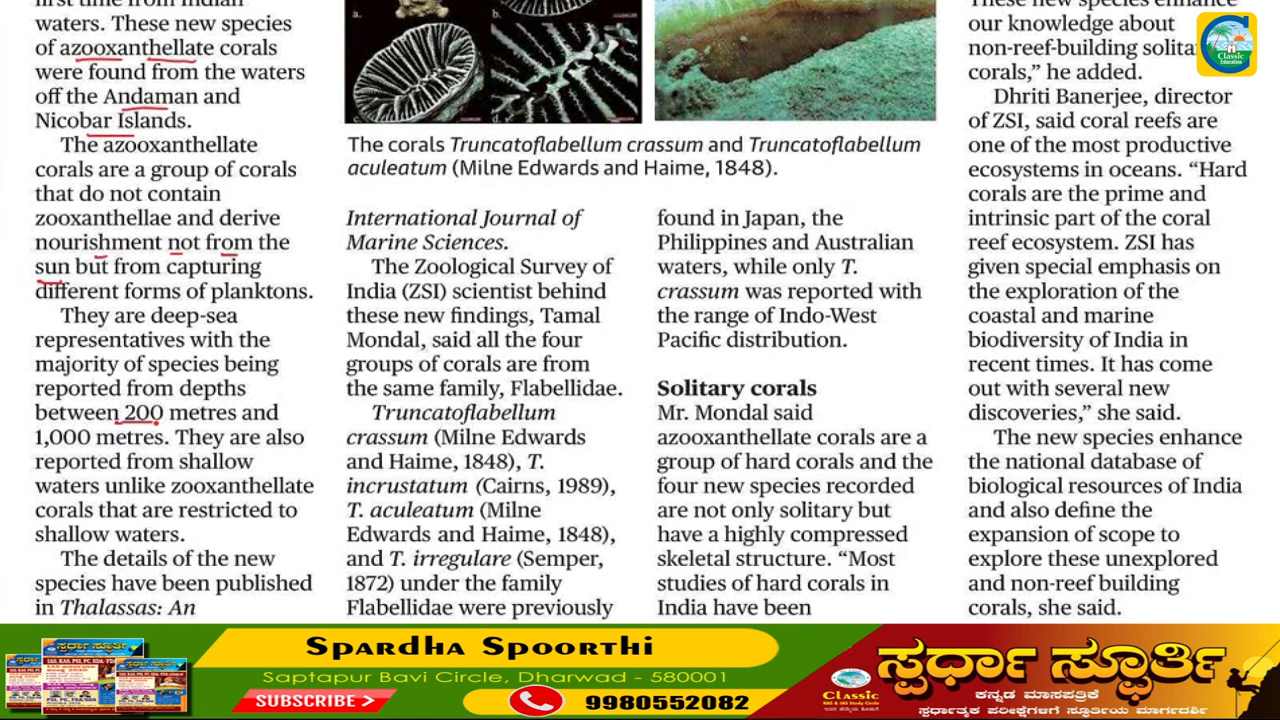 first time from Indian
waters. These new species
of azooxanthellate corals
were found from the waters
off the Andaman and
Nicobar Islands.
The azooxanthellate
corals are a group of corals
that do not contain
zooxanthellae and derive
nourishment not from the
sun but from capturing
different forms of planktons.
They are deep-sea
representatives with the
majority of species being
reported from depths
between 200 metres and
1,000 metres. They are also
reported from shallow
waters unlike zooxanthellate
corals that are restricted to
shallow waters.
The details of the new
species have been published
in Thalassas: An
a.
b.
c.
The corals Truncatoflabellum crassum and Truncatoflabellum
aculeatum (Milne Edwards and Haime, 1848).
International Journal of
Marine Sciences.
The Zoological Survey of
India (ZSI) scientist behind
these new findings, Tamal
Mondal, said all the four
groups of corals are from
the same family, Flabellidae.
Truncatoflabellum
crassum (Milne Edwards
and Haime, 1848), T.
incrustatum (Cairns, 1989),
T. aculeatum (Milne
Edwards and Haime, 1848),
and T. irregulare (Semper,
1872) under the family
Flabellidae were previously
found in Japan, the
Philippines and Australian
waters, while only T.
crassum was reported with
the range of Indo-West
Pacific distribution.
Solitary corals
Mr. Mondal said
azooxanthellate corals are a
group of hard corals and the
four new species recorded
are not only solitary but
have a highly compressed
skeletal structure. “Most
studies of hard corals in
India have been
These new species enhance
our knowledge about
non-reef-building solitary
corals,” he added.
Dhriti Banerjee, director
of ZSI, said coral reefs are
one of the most productive
ecosystems in oceans. “Hard
corals are the prime and
intrinsic part of the coral
reef ecosystem. ZSI has
given special emphasis on
the exploration of the
coastal and marine
biodiversity of India in
recent times. It has come
out with several new
discoveries,” she said.
The new species enhance
the national database of
biological resources of India
and also define the
expansion of scope to
explore these unexplored
and non-reef building
corals, she said.
Classic
Education
Spardha Spoorthi
Saptapur Bavi Circle, Dharwad - 580001
SUBSCRIBE
9980552082
Classic
KAS & IAS Study Circle
ಸ್ಪರ್ಧಾ ಸ್ಫೂರ್ತಿ
ಕನ್ನಡ ಮಾಸಪತ್ರಿಕೆ
ಸ್ಪರ್ಧಾತ್ಮಕ ಪರೀಕ್ಷೆಗಳಿಗೆ ಸ್ಫೂರ್ತಿಯ ಮಾರ್ಗದರ್ಶಿ